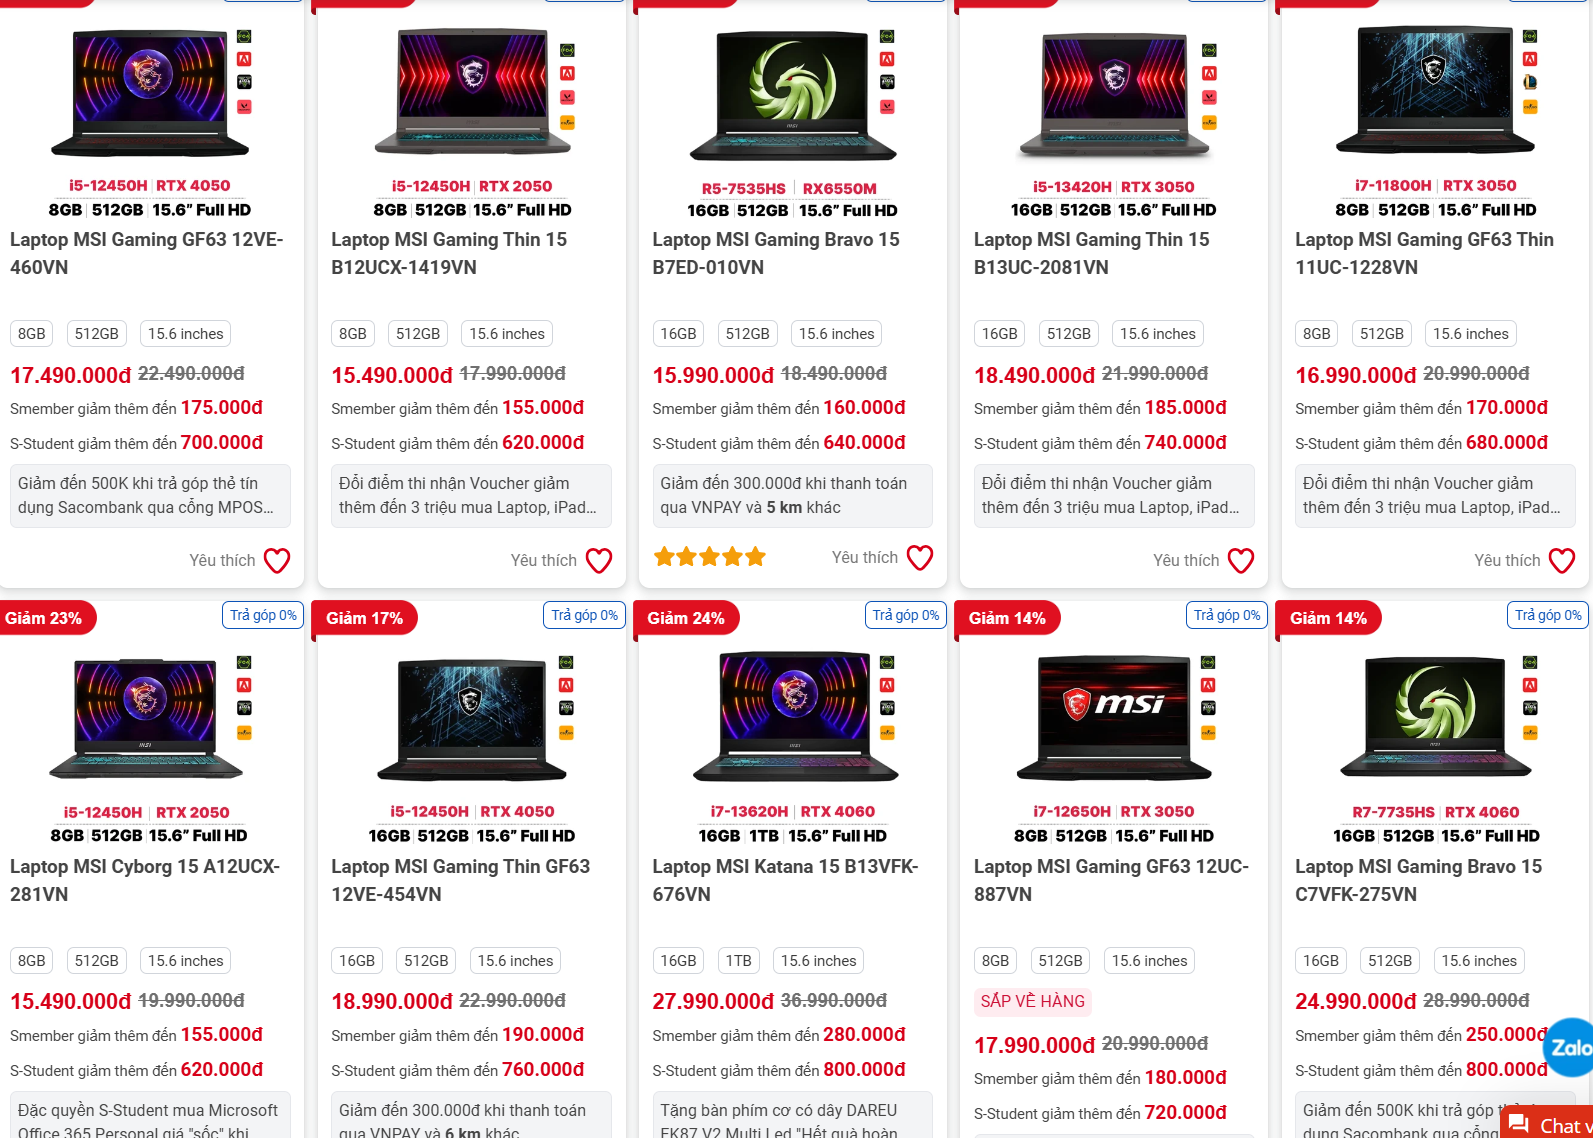 i5-12450H | RTX 4050
8GB | 512GB | 15.6” Full HD
Laptop MSI Gaming GF63 12VE-
460VN
8GB 512GB 15.6 inches
17.490.000đ 22.490.000đ
Smember giảm thêm đến 175.000đ
S-Student giảm thêm đến 700.000đ
Giảm đến 500K khi trả góp thẻ tín
dụng Sacombank qua cổng MPOS...
Yêu thích
i5-12450H | RTX 2050
8GB | 512GB | 15.6” Full HD
Laptop MSI Gaming Thin 15
B12UCX-1419VN
8GB 512GB 15.6 inches
15.490.000đ 17.990.000đ
Smember giảm thêm đến 155.000đ
S-Student giảm thêm đến 620.000đ
Đổi điểm thi nhận Voucher giảm
thêm đến 3 triệu mua Laptop, iPad...
Yêu thích
msi
R5-7535HS | RX6550M
16GB | 512GB | 15.6” Full HD
Laptop MSI Gaming Bravo 15
B7ED-010VN
16GB 512GB 15.6 inches
15.990.000đ 18.490.000đ
Smember giảm thêm đến 160.000đ
S-Student giảm thêm đến 640.000đ
Giảm đến 300.000đ khi thanh toán
qua VNPAY và 5 km khác
Yêu thích
i5-13420H | RTX 3050
16GB | 512GB | 15.6” Full HD
Laptop MSI Gaming Thin 15
B13UC-2081VN
16GB 512GB 15.6 inches
18.490.000đ 21.990.000đ
Smember giảm thêm đến 185.000đ
S-Student giảm thêm đến 740.000đ
Đổi điểm thi nhận Voucher giảm
thêm đến 3 triệu mua Laptop, iPad...
Yêu thích
i7-11800H | RTX 3050
8GB | 512GB | 15.6” Full HD
Laptop MSI Gaming GF63 Thin
11UC-1228VN
8GB 512GB 15.6 inches
16.990.000đ 20.990.000đ
Smember giảm thêm đến 170.000đ
S-Student giảm thêm đến 680.000đ
Đổi điểm thi nhận Voucher giảm
thêm đến 3 triệu mua Laptop, iPad...
Yêu thích
Giảm 23% Trả góp 0%
msi
i5-12450H | RTX 2050
8GB | 512GB | 15.6” Full HD
Laptop MSI Cyborg 15 A12UCX-
281VN
8GB 512GB 15.6 inches
15.490.000đ 19.990.000đ
Smember giảm thêm đến 155.000đ
S-Student giảm thêm đến 620.000đ
Đặc quyền S-Student mua Microsoft
Office 365 Personal giá "sốc" khi
Giảm 17% Trả góp 0%
i5-12450H | RTX 4050
16GB | 512GB | 15.6” Full HD
Laptop MSI Gaming Thin GF63
12VE-454VN
16GB 512GB 15.6 inches
18.990.000đ 22.990.000đ
Smember giảm thêm đến 190.000đ
S-Student giảm thêm đến 760.000đ
Giảm đến 300.000đ khi thanh toán
qua VNPAY và 6 km khác
Giảm 24% Trả góp 0%
msi
i7-13620H | RTX 4060
16GB | 1TB | 15.6” Full HD
Laptop MSI Katana 15 B13VFK-
676VN
16GB 1TB 15.6 inches
27.990.000đ 36.990.000đ
Smember giảm thêm đến 280.000đ
S-Student giảm thêm đến 800.000đ
Tặng bàn phím cơ có dây DAREU
EK87 V2 Multi Led "Hết quà hoàn
Giảm 14% Trả góp 0%
msi
i7-12650H | RTX 3050
8GB | 512GB | 15.6” Full HD
Laptop MSI Gaming GF63 12UC-
887VN
8GB 512GB 15.6 inches
SẮP VỀ HÀNG
17.990.000đ 20.990.000đ
Smember giảm thêm đến 180.000đ
S-Student giảm thêm đến 720.000đ
Giảm 14% Trả góp 0%
msi
R7-7735HS | RTX 4060
16GB | 512GB | 15.6” Full HD
Laptop MSI Gaming Bravo 15
C7VFK-275VN
16GB 512GB 15.6 inches
24.990.000đ 28.990.000đ
Smember giảm thêm đến 250.000đ
S-Student giảm thêm đến 800.000đ
Giảm đến 500K khi trả góp
dụng Sacombank qua cổng
Zalo
Chat